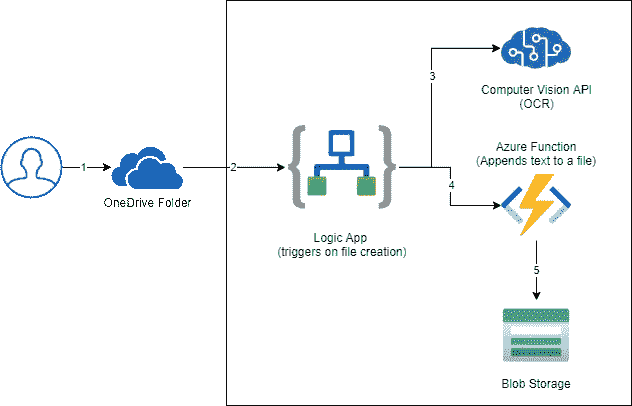 1
OneDrive Folder
2
Logic App
(triggers on file creation)
3
Computer Vision API
(OCR)
4
Azure Function
(Appends text to a file)
5
Blob Storage